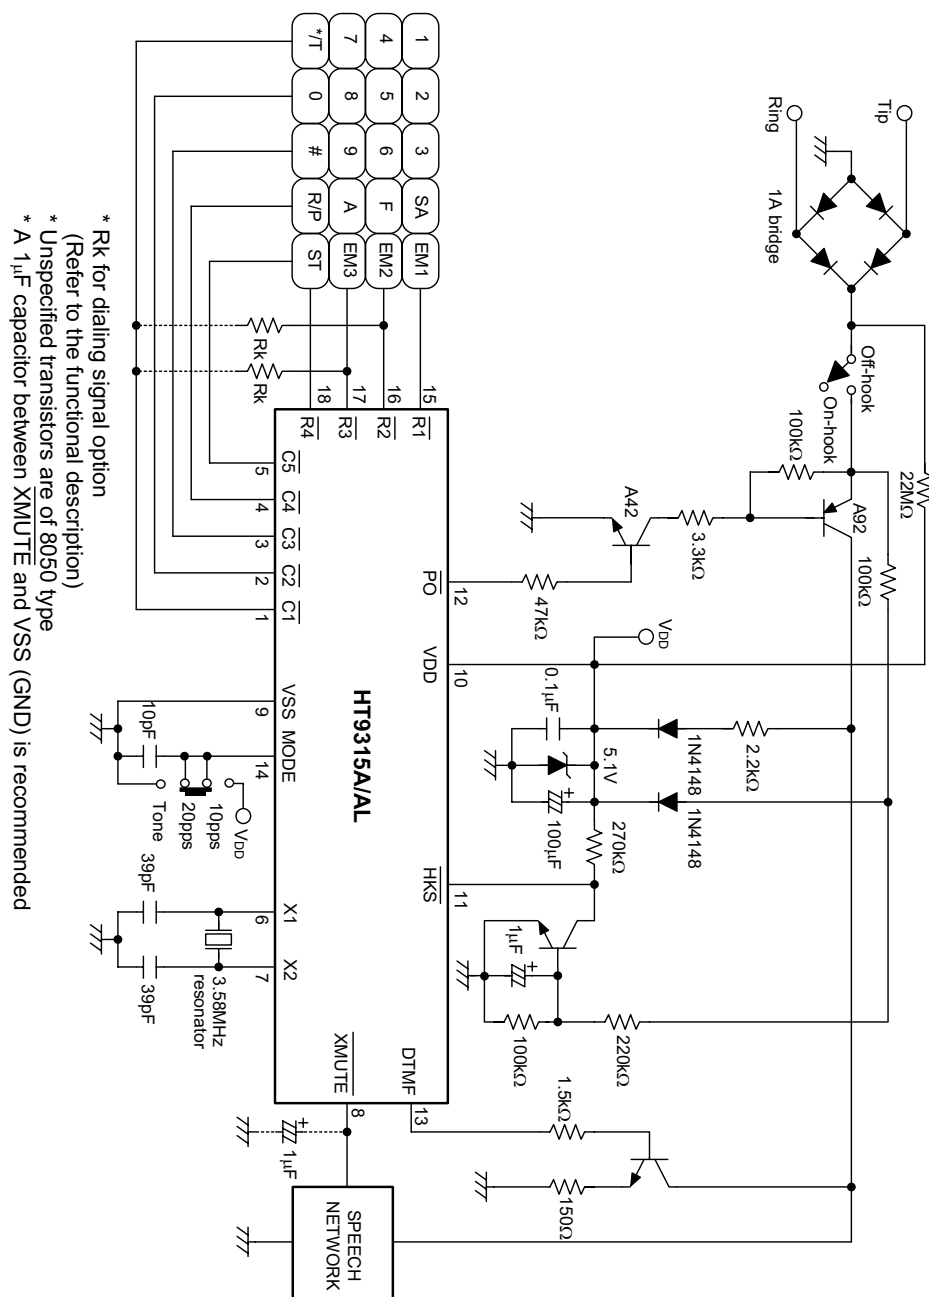 Tip
Ring
1A bridge
Off-hook
On-hook
22MΩ
100kΩ
A92
100kΩ
3.3kΩ
A42
47kΩ
VDD
2.2kΩ
1N4148
1N4148
0.1μF
5.1V
+
100μF
270kΩ
+
1μF
100kΩ
220kΩ
1.5kΩ
150Ω
1 2 3 SA EM1
4 5 6 F EM2
7 8 9 A EM3
*/T 0 # R/P ST
Rk
Rk
15
16
17
18
R1
R2
R3
R4
12
PO
10
VDD
11
HKS
13
DTMF
8
XMUTE
HT9315A/AL
C5
C4
C3
C2
C1
5
4
3
2
1
VSS
9
MODE
14
X1
6
X2
7
10pF
VDD
10pps
20pps
Tone
39pF
39pF
3.58MHz
resonator
+
1μF
SPEECH
NETWORK
* Rk for dialing signal option
(Refer to the functional description)
* Unspecified transistors are of 8050 type
* A 1μF capacitor between XMUTE and VSS (GND) is recommended